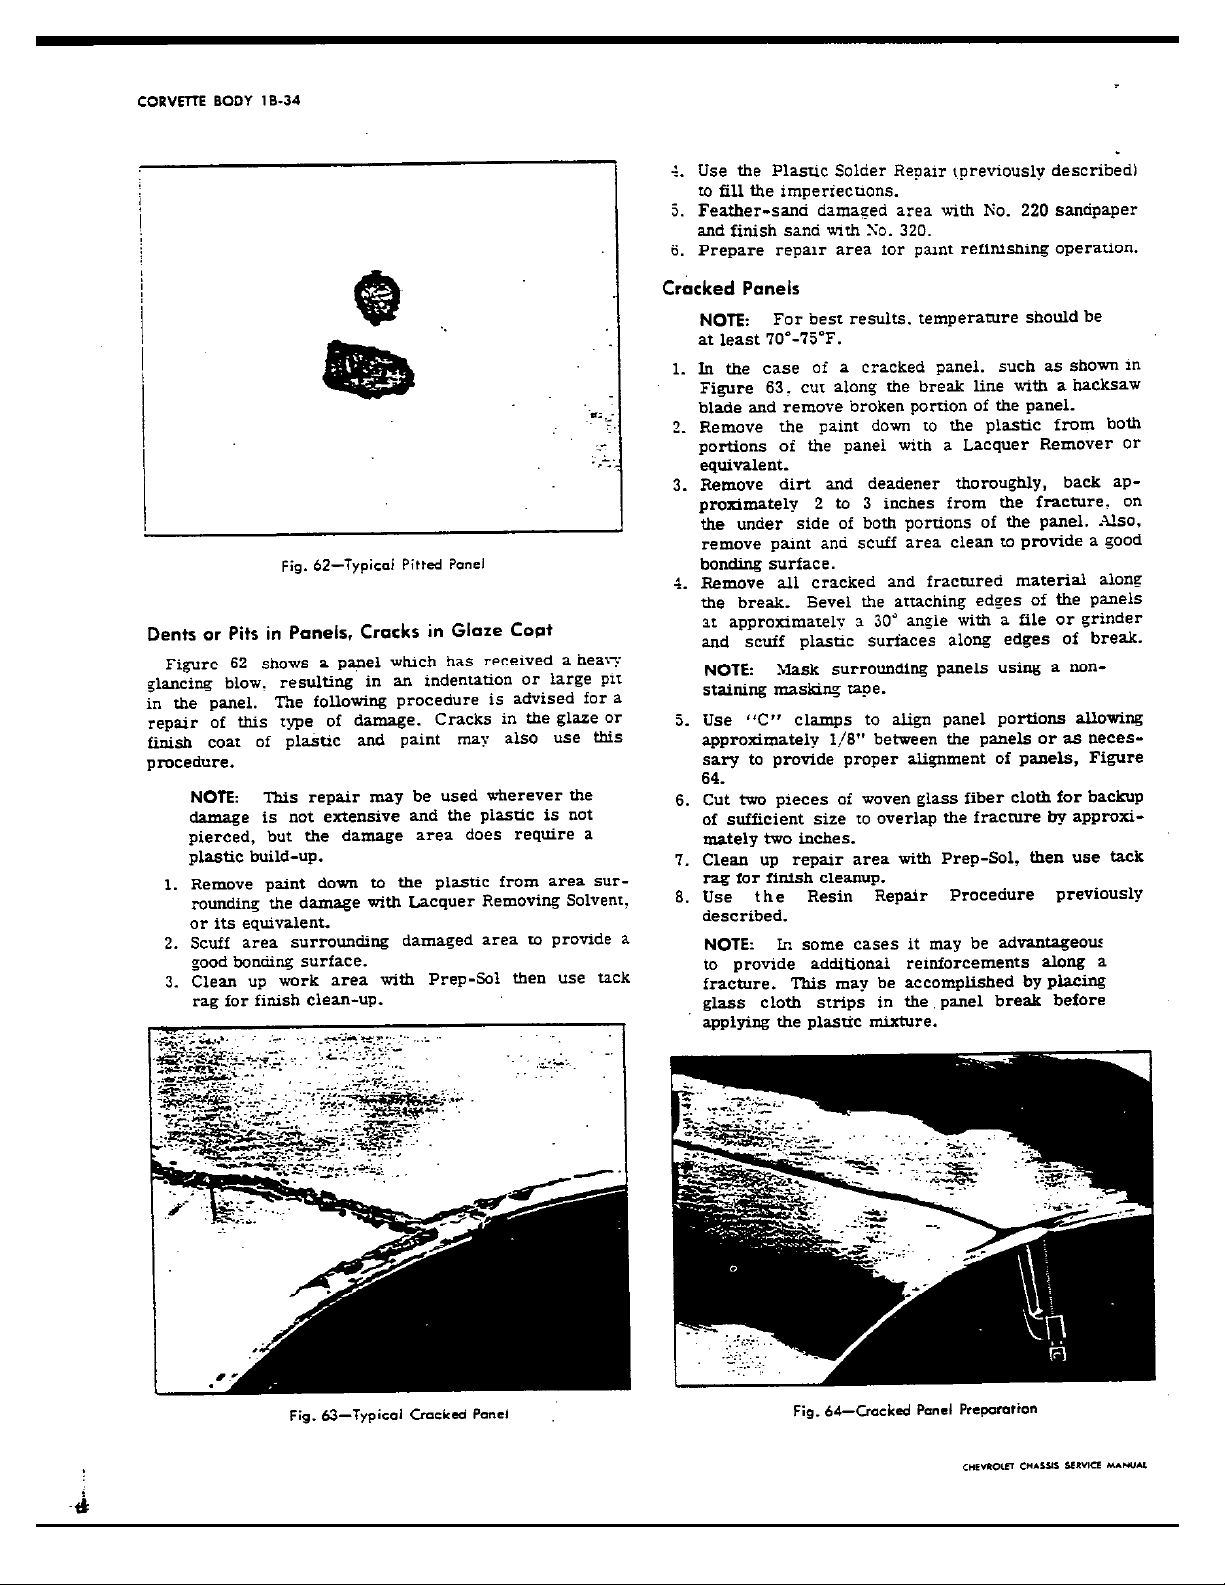 CORVETTE BODY 1B-34
Fig. 62—Typical Pitted Panel
Dents or Pits in Panels, Cracks in Glaze Coat
Figure 62 shows a panel which has received a heavy
glancing blow, resulting in an indentation or large pit
in the panel. The following procedure is advised for a
repair of this type of damage. Cracks in the glaze or
finish coat of plastic and paint may also use this
procedure.
NOTE: This repair may be used wherever the
damage is not extensive and the plastic is not
pierced, but the damage area does require a
plastic build-up.
1. Remove paint down to the plastic from area sur-
rounding the damage with Lacquer Removing Solvent,
or its equivalent.
2. Scuff area surrounding damaged area to provide a
good bonding surface.
3. Clean up work area with Prep-Sol then use tack
rag for finish clean-up.
Fig. 63—Typical Cracked Panel
4. Use the Plastic Solder Repair (previously described)
to fill the imperfections.
5. Feather-sand damaged area with No. 220 sandpaper
and finish sand with No. 320.
6. Prepare repair area for paint refinishing operation.
Cracked Panels
NOTE: For best results, temperature should be
at least 70°-75°F.
1. In the case of a cracked panel, such as shown in
Figure 63, cut along the break line with a hacksaw
blade and remove broken portion of the panel.
2. Remove the paint down to the plastic from both
portions of the panel with a Lacquer Remover or
equivalent.
3. Remove dirt and deadener thoroughly, back ap-
proximately 2 to 3 inches from the fracture, on
the under side of both portions of the panel. Also,
remove paint and scuff area clean to provide a good
bonding surface.
4. Remove all cracked and fractured material along
the break. Bevel the attaching edges of the panels
at approximately a 30° angle with a file or grinder
and scuff plastic surfaces along edges of break.
NOTE: Mask surrounding panels using a non-
staining masking tape.
5. Use "C" clamps to align panel portions allowing
approximately 1/8" between the panels or as neces-
sary to provide proper alignment of panels, Figure
64.
6. Cut two pieces of woven glass fiber cloth for backup
of sufficient size to overlap the fracture by approxi-
mately two inches.
7. Clean up repair area with Prep-Sol, then use tack
rag for finish cleanup.
8. Use the Resin Repair Procedure previously
described.
NOTE: In some cases it may be advantageous
to provide additional reinforcements along a
fracture. This may be accomplished by placing
glass cloth strips in the panel break before
applying the plastic mixture.
Fig. 64—Cracked Panel Preparation
CHEVROLET CHASSIS SERVICE MANUAL